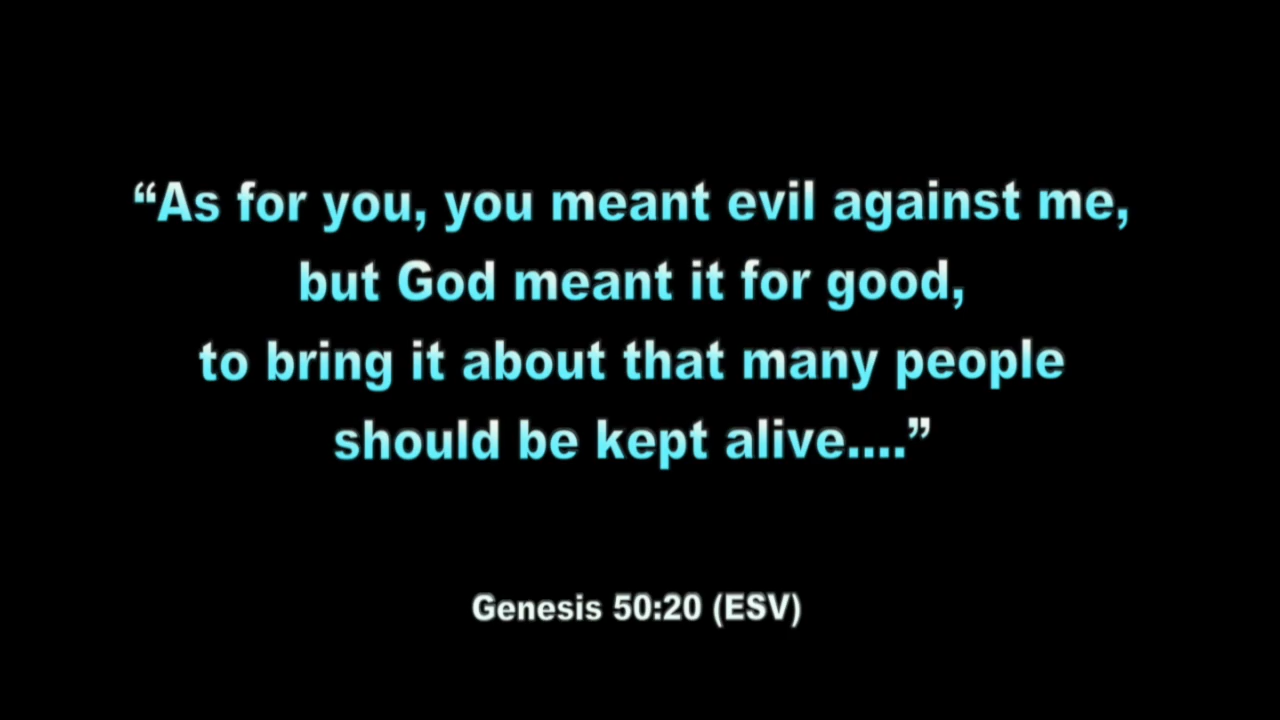 “As for you, you meant evil against me,
but God meant it for good,
to bring it about that many people
should be kept alive....”
Genesis 50:20 (ESV)